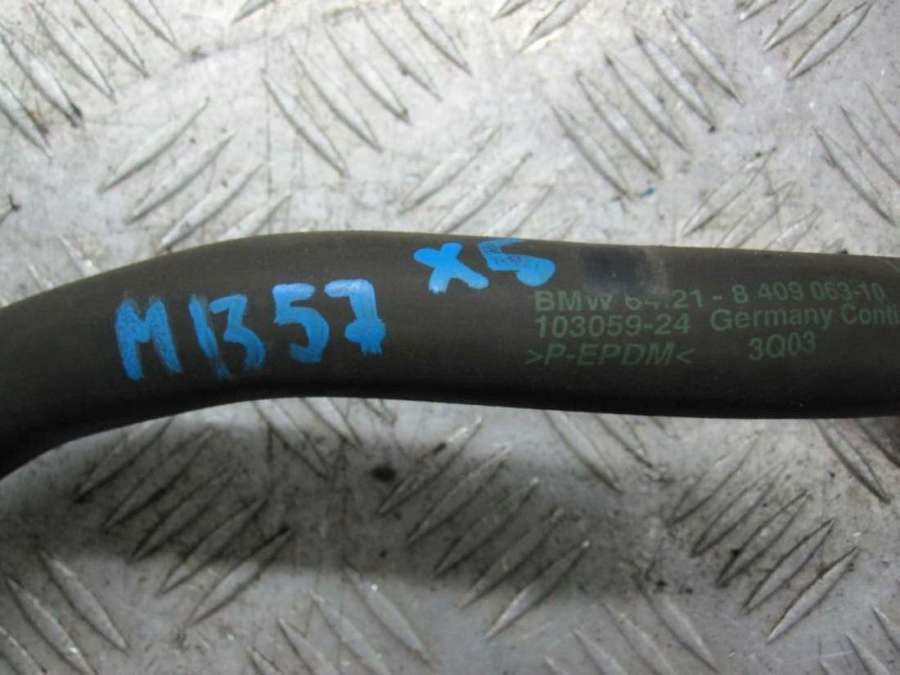 M1357 X5
BMW 64.21 - 8 409 063-10
103059-24 Germany Conti
>P-EPDM< 3Q03